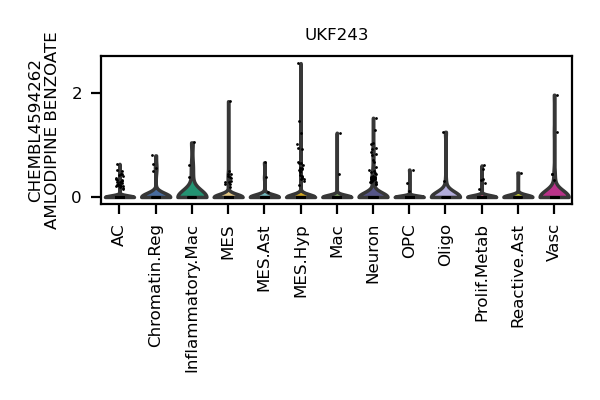 UKF243
CHEMBL4594262
AMLODIPINE BENZOATE
2
0
AC
Chromatin.Reg
Inflammatory.Mac
MES
MES.Ast
MES.Hyp
Mac
Neuron
OPC
Oligo
Prolif.Metab
Reactive.Ast
Vasc